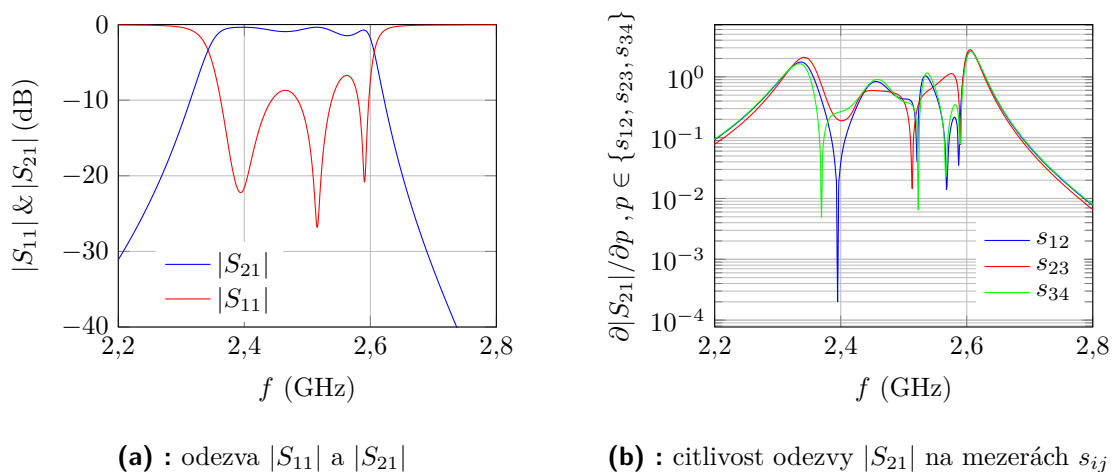 |S₁₁| & |S₂₁| (dB)
0
−10
−20
−30
−40
2,2 2,4 2,6 2,8
f (GHz)
|S₂₁|
|S₁₁|
(a) : odezva |S₁₁| a |S₂₁|
∂|S₂₁|/∂p , p ∈ {s₁₂, s₂₃, s₃₄}
10⁰
10⁻¹
10⁻²
10⁻³
10⁻⁴
2,2 2,4 2,6 2,8
f (GHz)
s₁₂
s₂₃
s₃₄
(b) : citlivost odezvy |S₂₁| na mezerách sᵢⱼ